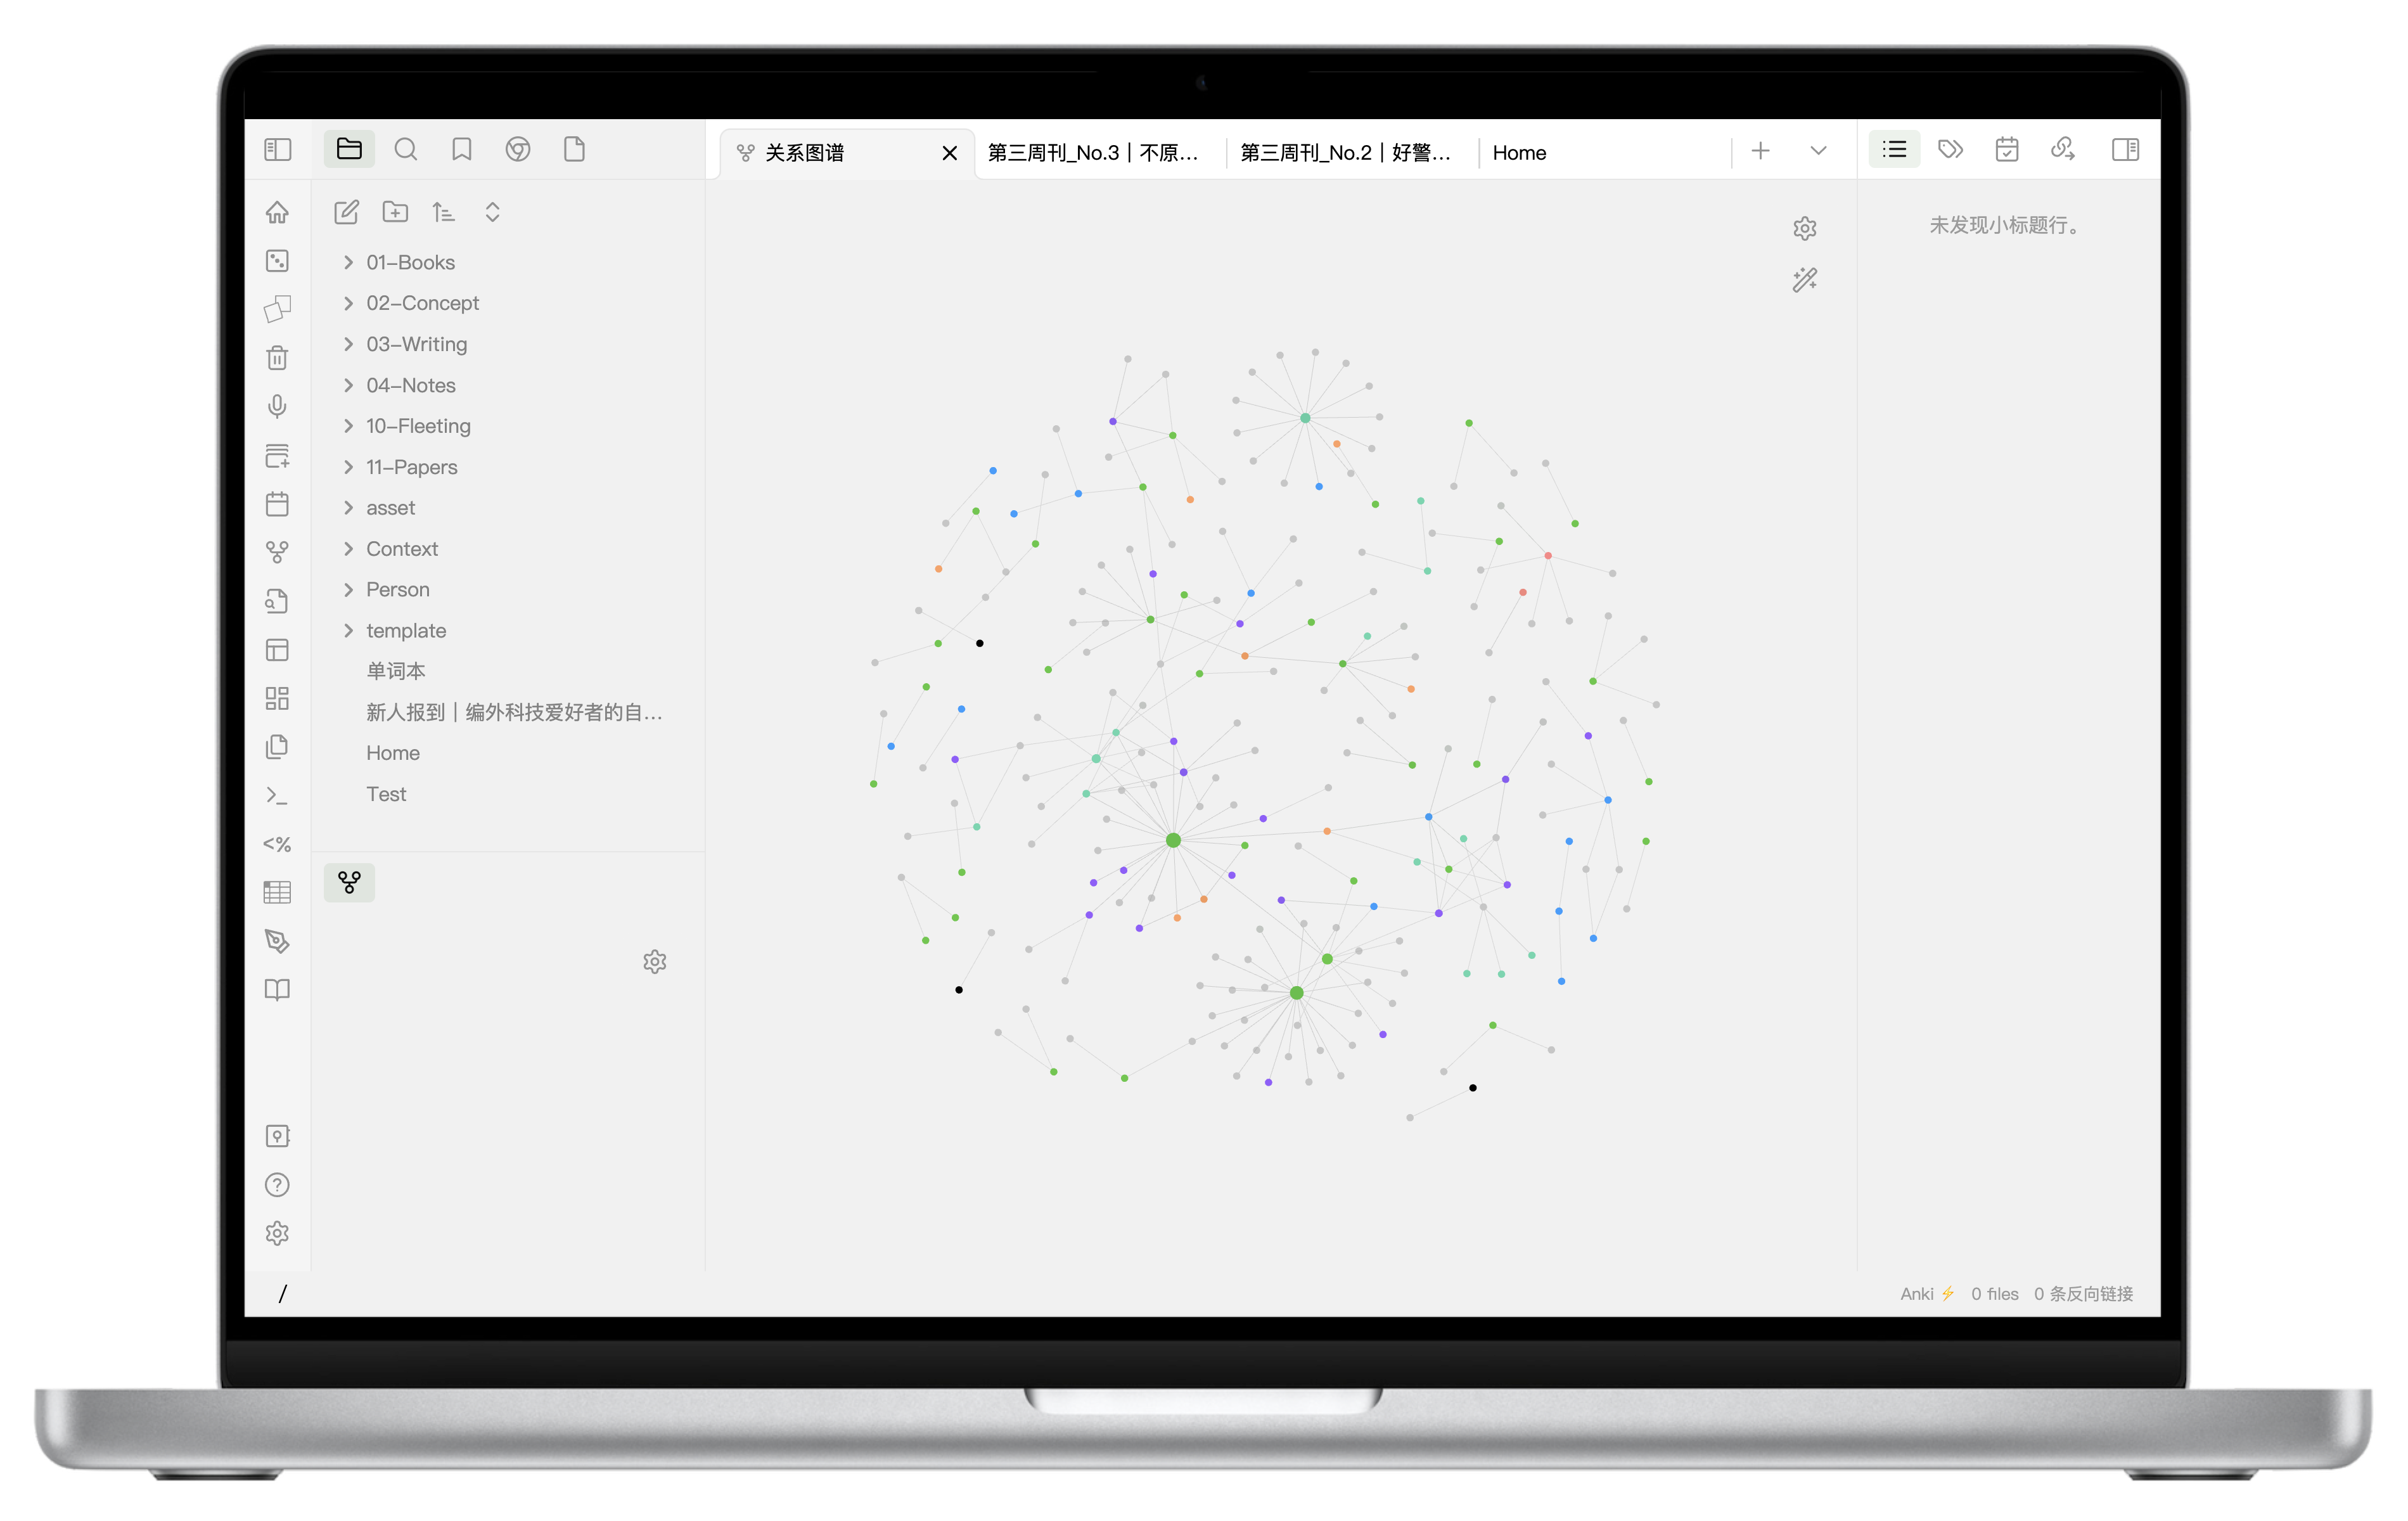 关系图谱
第三周刊_No.3｜不原...
第三周刊_No.2｜好警...
Home
01-Books
02-Concept
03-Writing
04-Notes
10-Fleeting
11-Papers
asset
Context
Person
template
单词本
新人报到｜编外科技爱好者的自...
Home
Test
<%
未发现小标题行。
/
Anki⚡ 0 files 0 条反向链接